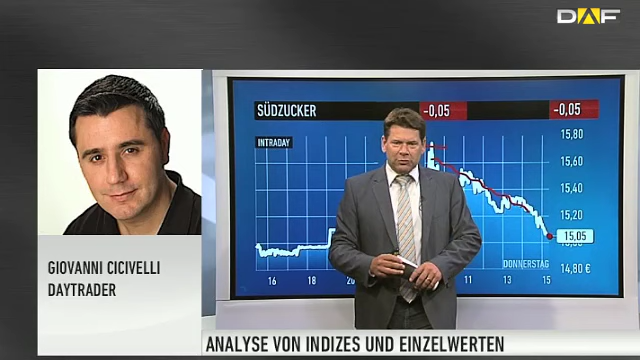 DAF
SÜDZUCKER -0,05 -0,05
INTRADAY
15,80
15,60
15,40
15,20
15,05
DONNERSTAG
14,80 €
16 18 20 11 13 15
GIOVANNI CICIVELLI
DAYTRADER
ANALYSE VON INDIZES UND EINZELWERTEN